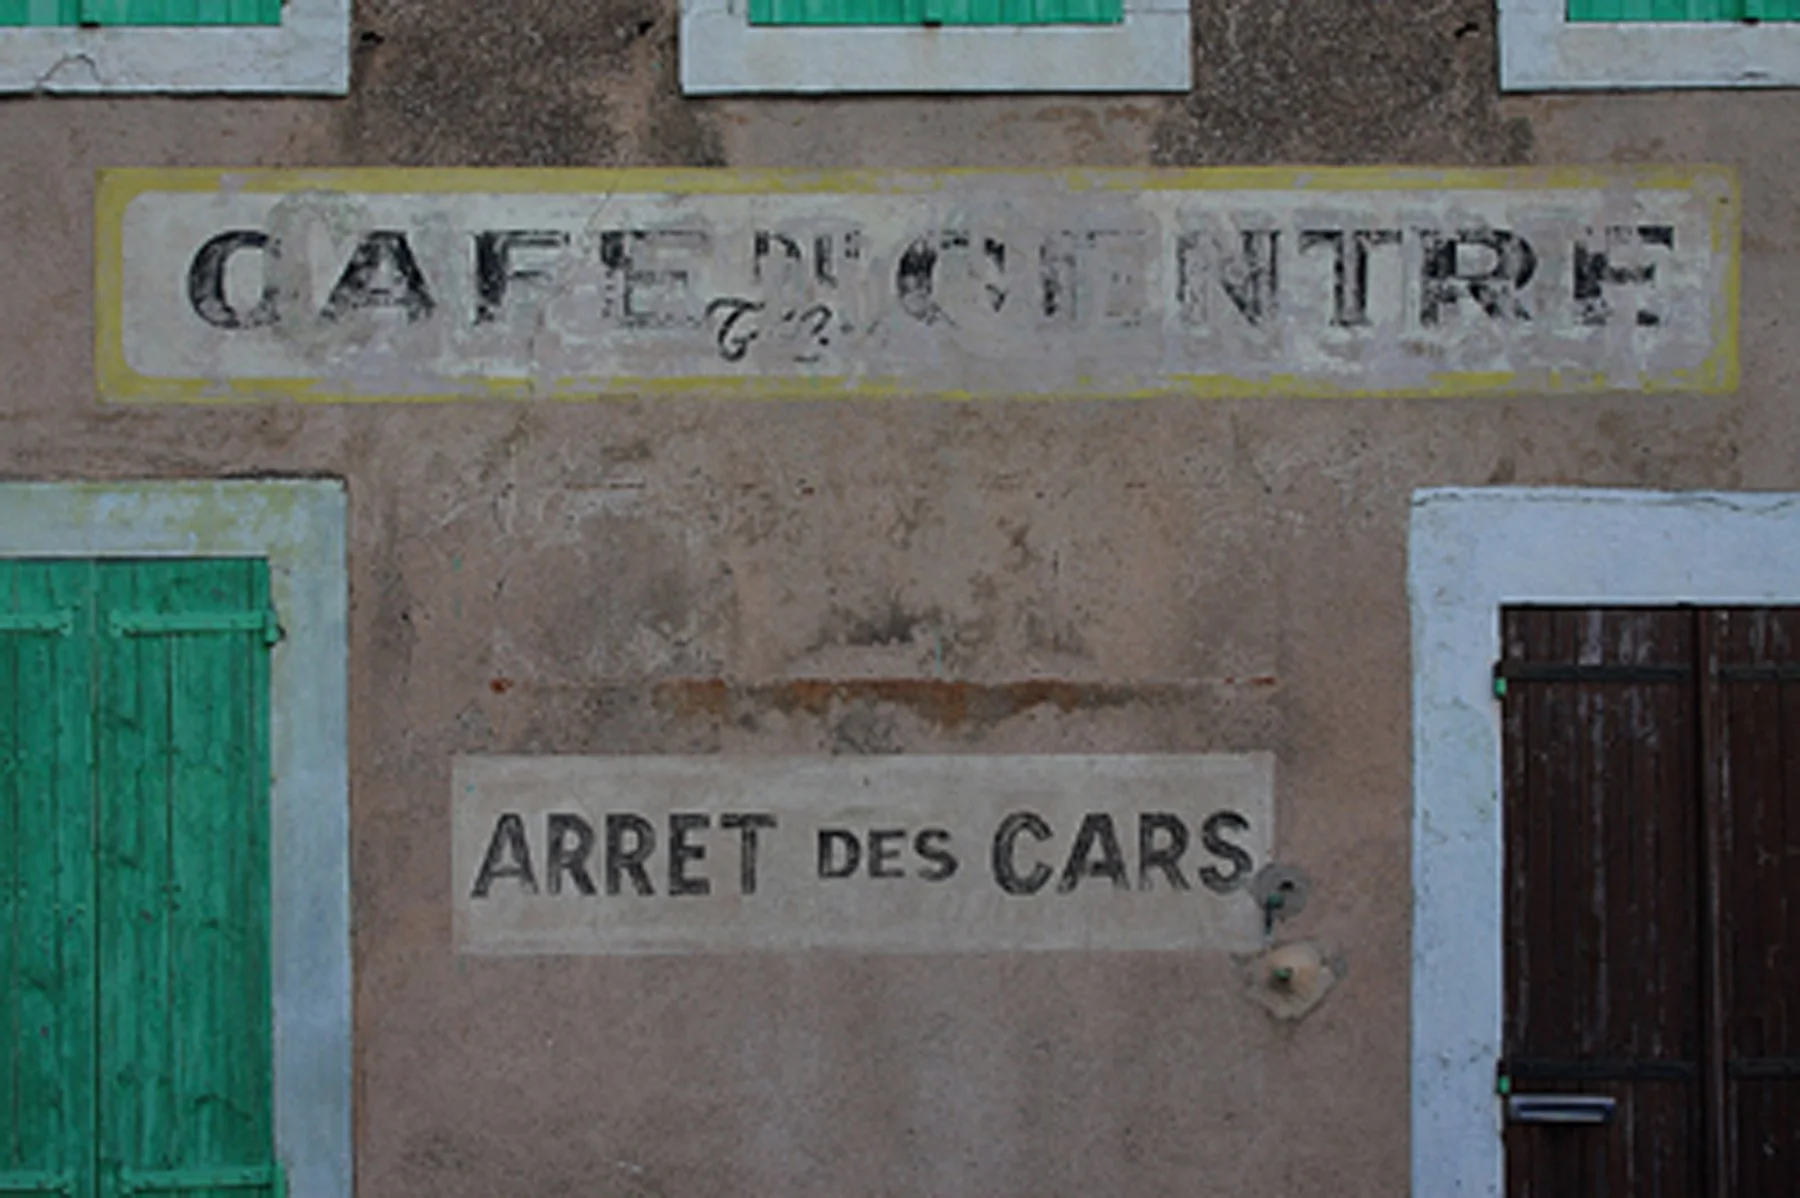 CAFE DU CENTRE
ARRET DES CARS